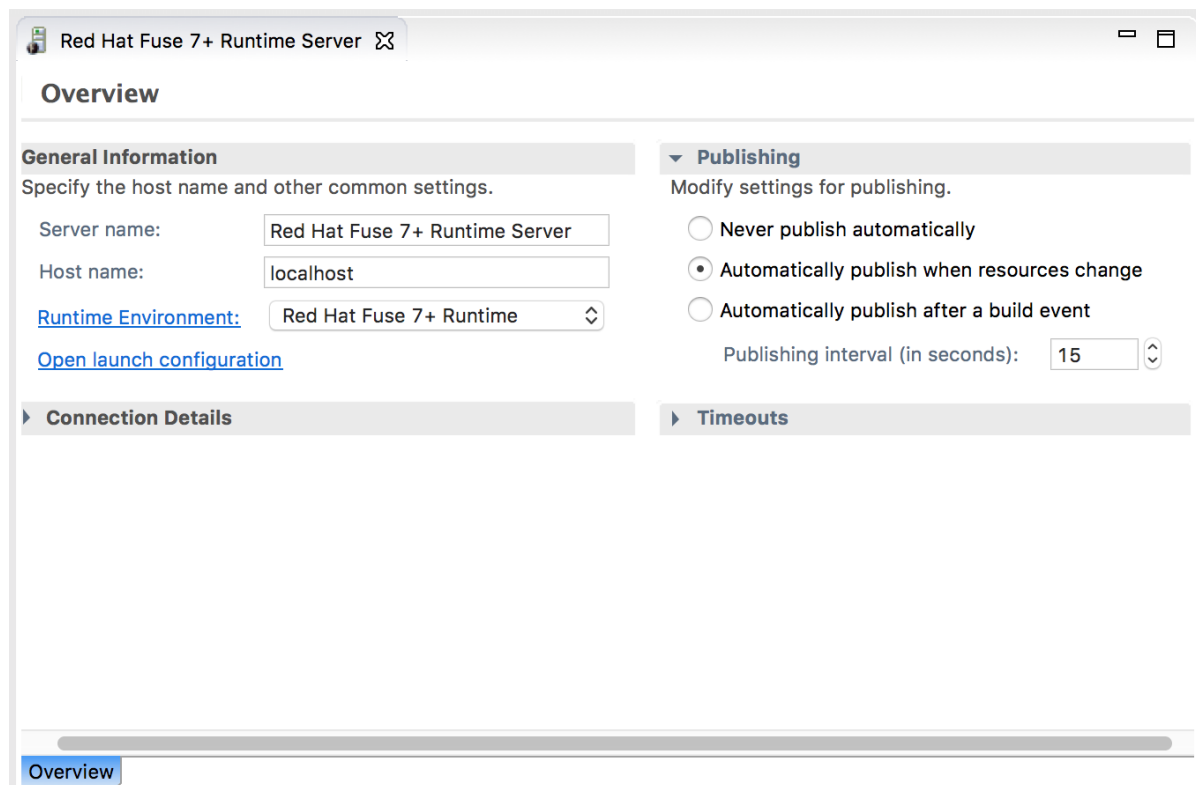 Red Hat Fuse 7+ Runtime Server
Overview
General Information
Specify the host name and other common settings.
Server name: Red Hat Fuse 7+ Runtime Server
Host name: localhost
Runtime Environment: Red Hat Fuse 7+ Runtime
Open launch configuration
Connection Details
Publishing
Modify settings for publishing.
Never publish automatically
Automatically publish when resources change
Automatically publish after a build event
Publishing interval (in seconds): 15
Timeouts
Overview